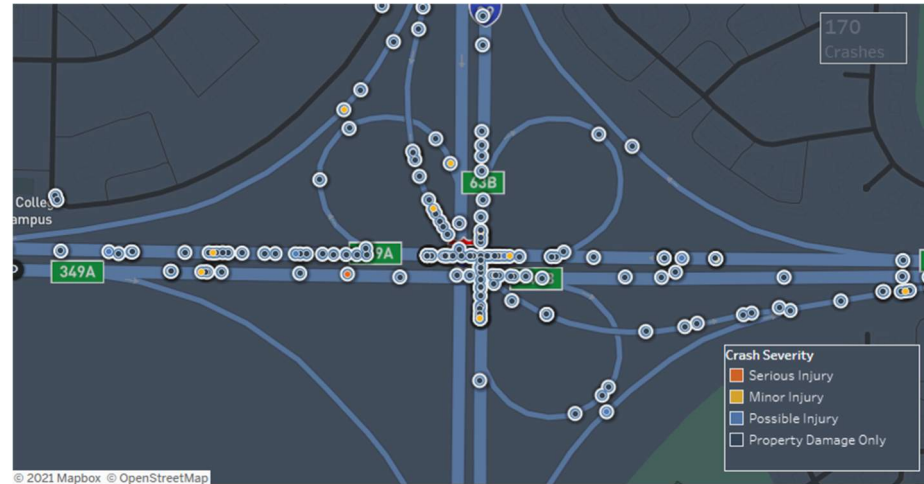 170
Crashes
63B
Colleg
ampus
9A
349A
Crash Severity
Serious Injury
Minor Injury
Possible Injury
Property Damage Only
© 2021 Mapbox © OpenStreetMap